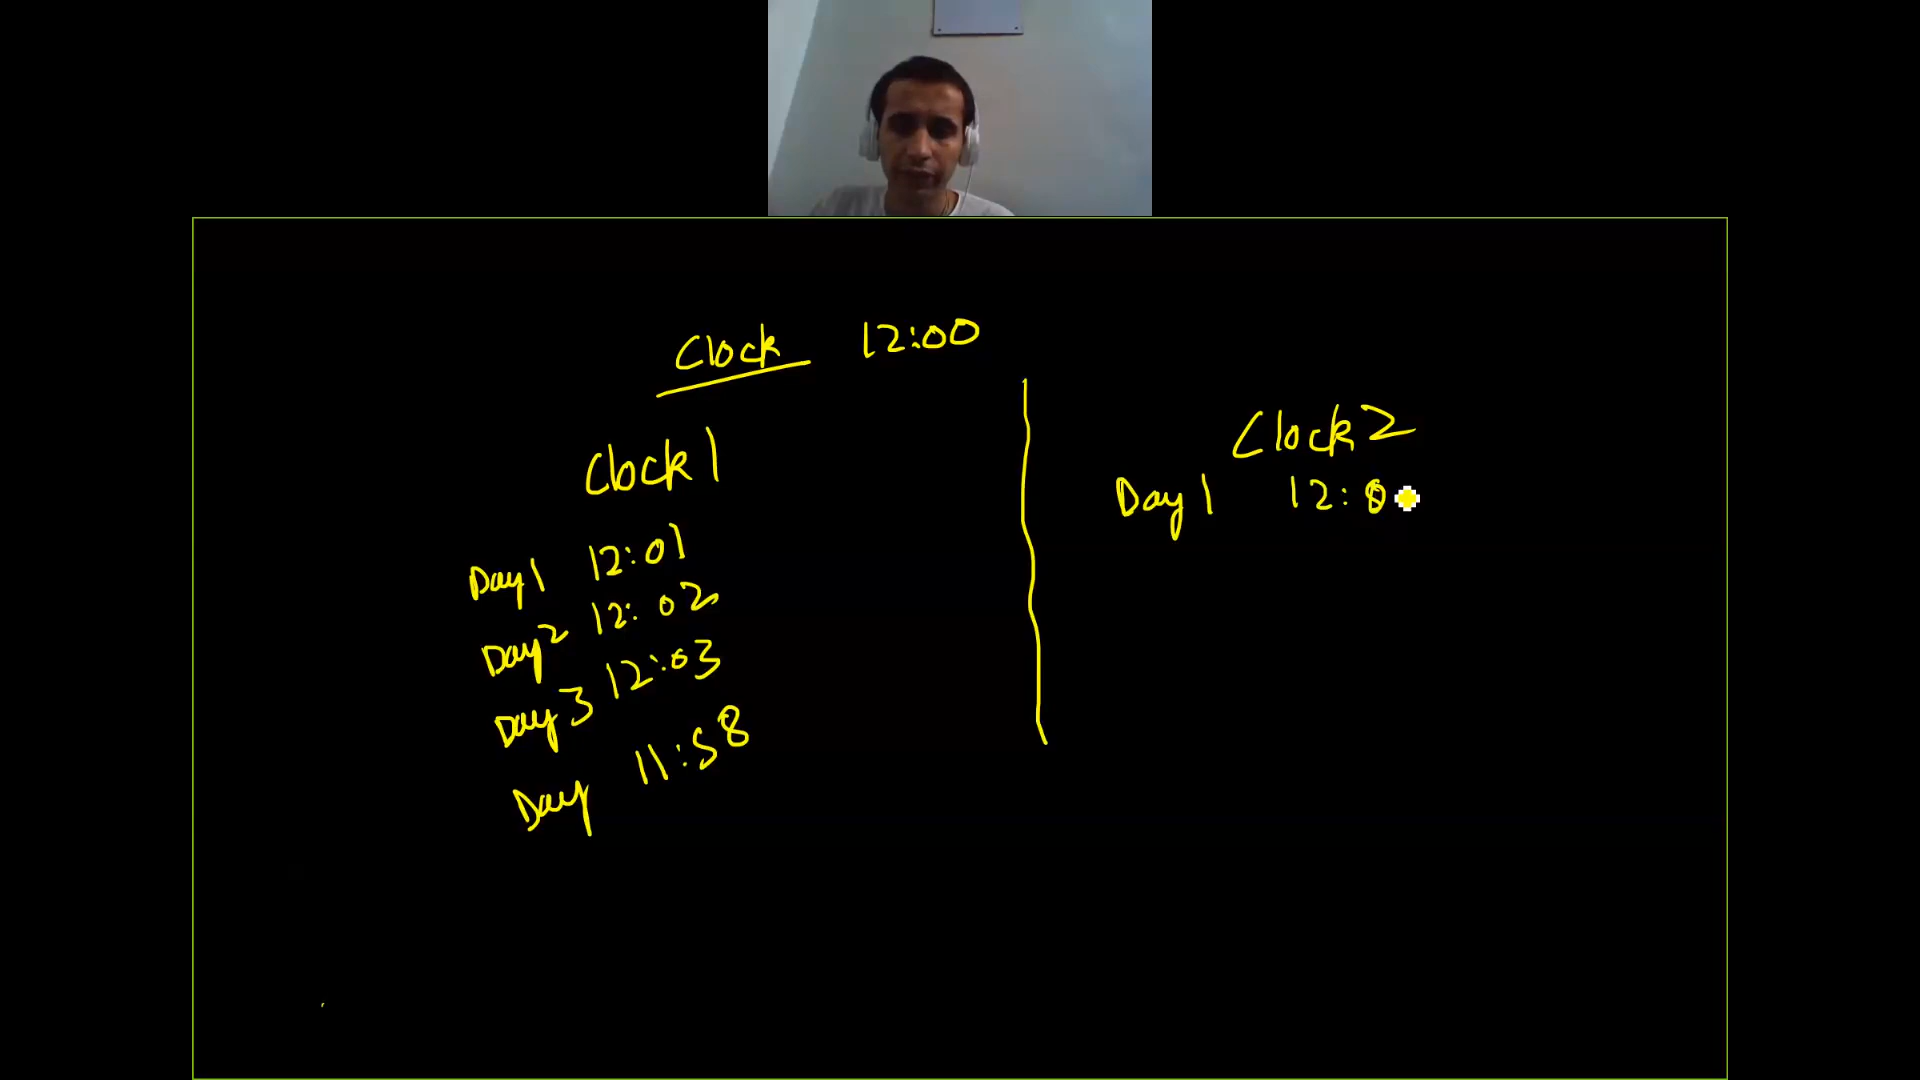 Clock 12:00
Clock 1
Day 1 12:01
Day 2 12:02
Day 3 12:03
Day 11:58
Clock 2
Day 1 12:0